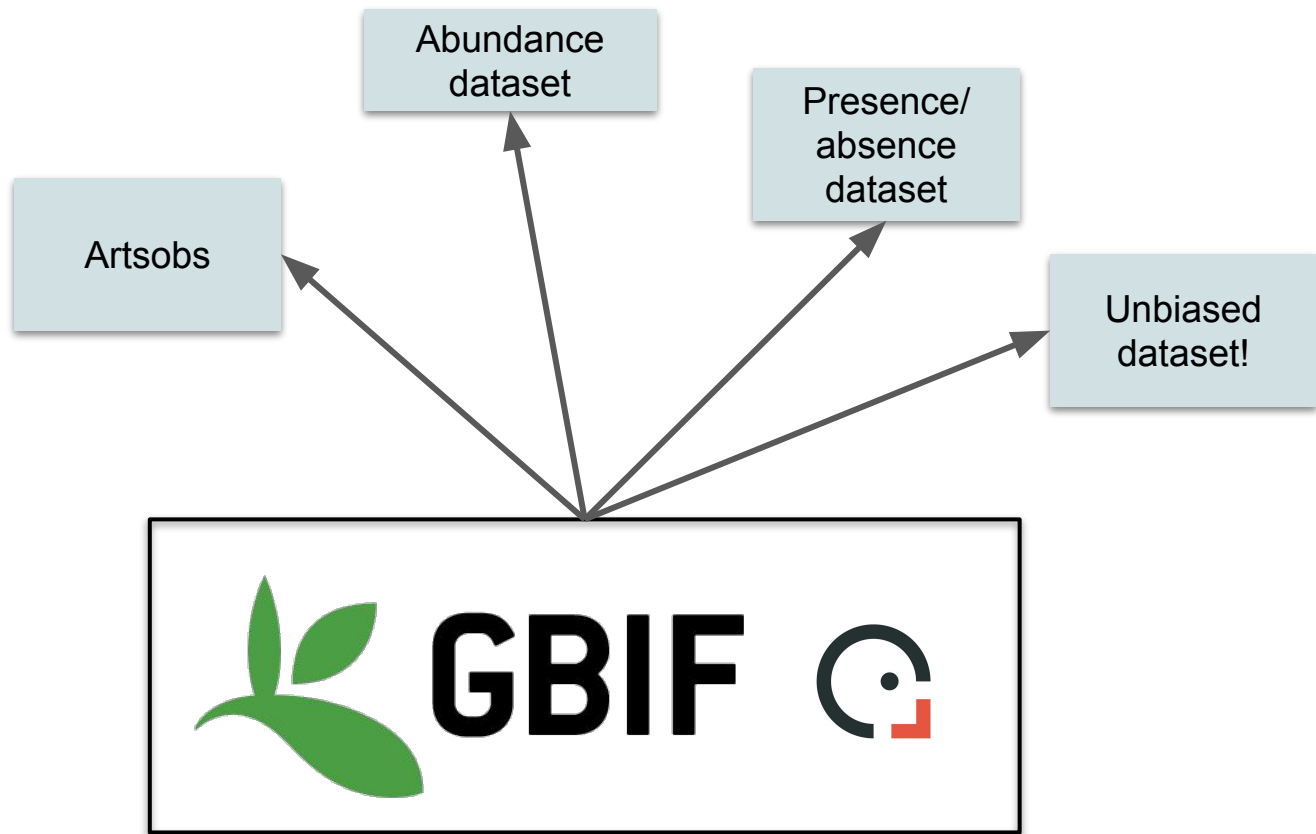 Abundance
dataset
Presence/
absence
dataset
Artsobs
Unbiased
dataset!
GBIF